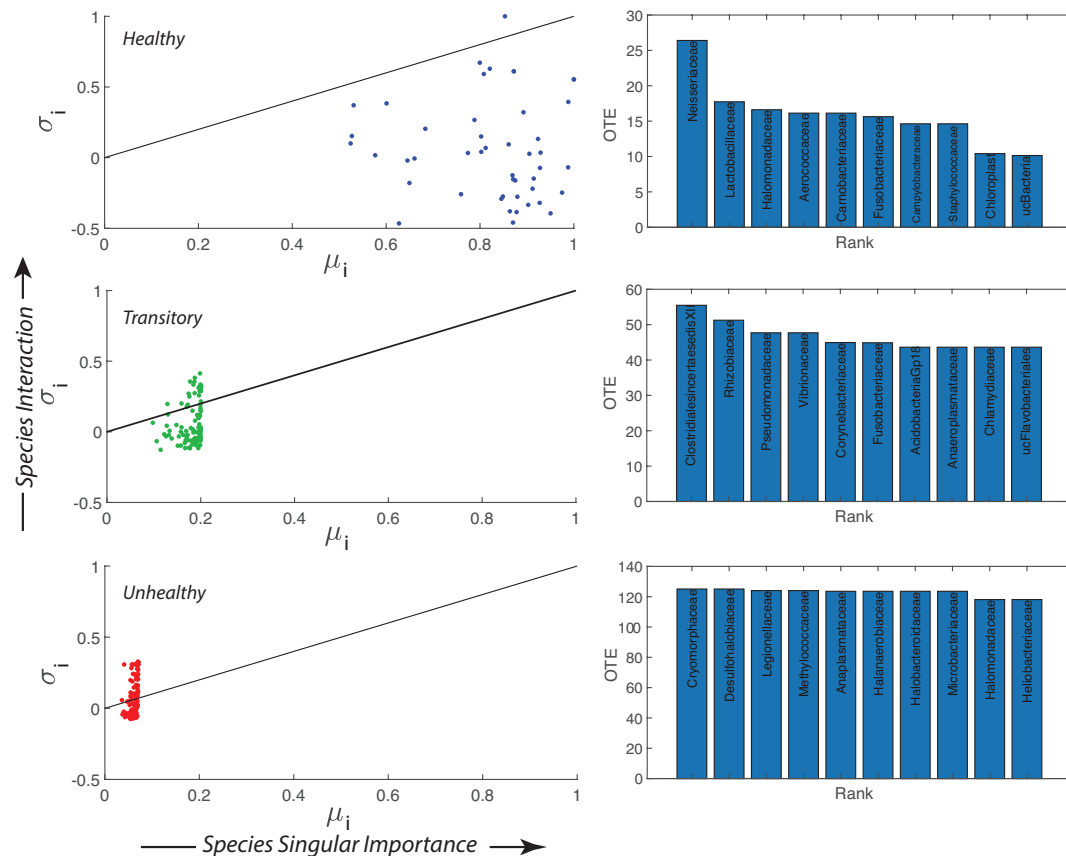 Healthy
1
0.5
0
-0.5
σi
0 0.2 0.4 0.6 0.8 1
μi
30
25
20
15
10
5
0
OTE
Neisseriaceae
Lactobacillaceae
Halomonadaceae
Aerococcaceae
Carnobacteriaceae
Fusobacteriaceae
Campylobacteraceae
Staphylococcaceae
Chloroplast
ucBacteria
Rank
Transitory
1
0.5
0
-0.5
σi
0 0.2 0.4 0.6 0.8 1
μi
60
50
40
30
20
10
0
OTE
ClostridialesincertaesedisXII
Rhizobiaceae
Pseudomonadaceae
Vibrionaceae
Corynebacteriaceae
Fusobacteriaceae
AcidobacteriaGp18
Anaeroplasmataceae
Chlamydiaceae
ucFlavobacteriales
Rank
Species Interaction
Unhealthy
1
0.5
0
-0.5
σi
0 0.2 0.4 0.6 0.8 1
μi
140
120
100
80
60
40
20
0
OTE
Cryomorphaceae
Desulfohalobiaceae
Legionellaceae
Methylococcaceae
Anaplasmataceae
Halanaerobiaceae
Halobacteroidaceae
Microbacteriaceae
Halomonadaceae
Heliobacteriaceae
Rank
Species Singular Importance